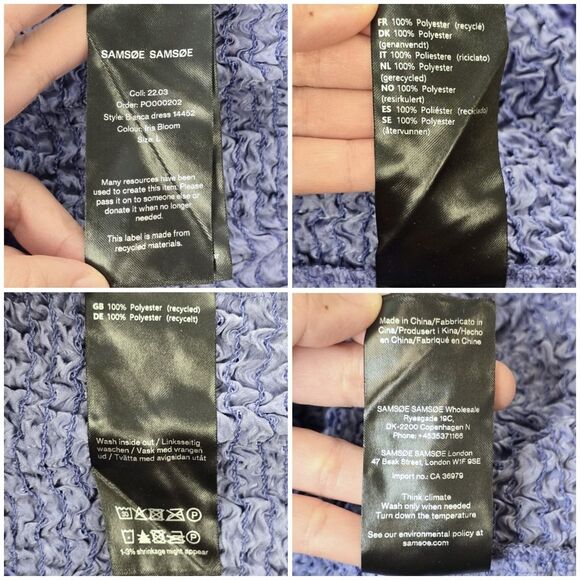 SAMSØE SAMSØE
Coll: 22.03
Order: PO000202
Style: Bianca dress 14452
Colour: Iris Bloom
Size: L
Many resources have been
used to create this item. Please
pass it on to someone else or
donate it when no longer
needed.
This label is made from
recycled materials.
FR 100% Polyester (recyclé)
DK 100% Polyester
(genanvendt)
IT 100% Poliestere (riciclato)
NL 100% Polyester
(gerecycled)
NO 100% Polyester
(resirkulert)
ES 100% Poliéster (reciclado)
SE 100% Polyester
(återvunnen)
GB 100% Polyester (recycled)
DE 100% Polyester (recycelt)
Wash inside out / Linksseitig
waschen / Vask med vrangen
ud / Tvätta med avigsidan utåt
1-3% shrinkage might appear
Made in China/Fabbricato in
Cina/Produsert i Kina/Hecho
en China/Fabriqué en Chine
SAMSØE SAMSØE Wholesale
Ryesgade 19C,
DK-2200 Copenhagen N
Phone: +4535371166
SAMSØE SAMSØE London
47 Beak Street, London W1F 9SE
Import no.: CA 36979
Think climate
Wash only when needed
Turn down the temperature
See our environmental policy at
samsoe.com